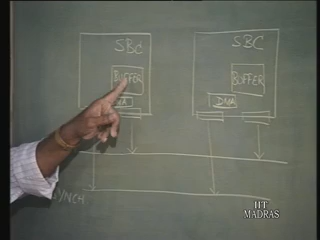 SBC
SBC
BUFFER
BUFFER
DMA
SYNCH
IIT
MADRAS